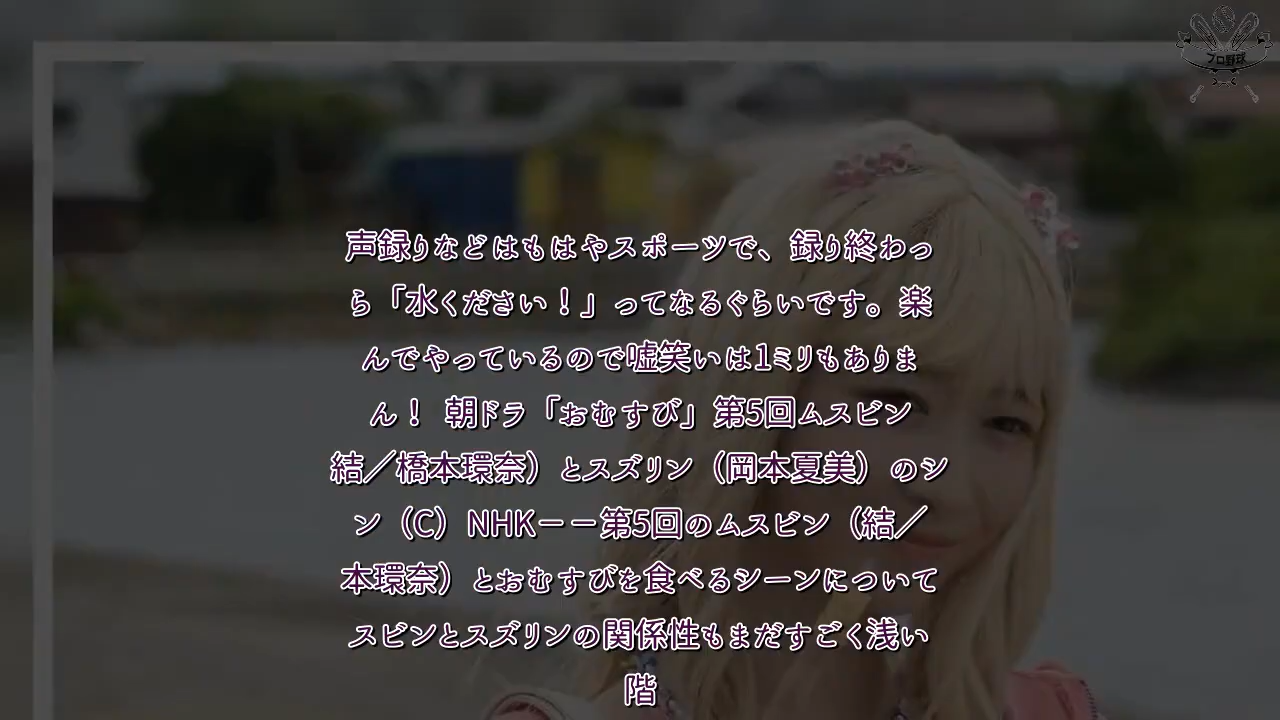 プロ野球
声録りなどはもはやスポーツで、録り終わっ
ら「水ください！」ってなるぐらいです。楽
んでやっているので嘘笑いは1ミリもありま
ん！ 朝ドラ「おむすび」第5回ムスビン
結／橋本環奈）とスズリン（岡本夏美）のシ
ン（C）NHK－－第5回のムスビン（結／
本環奈）とおむすびを食べるシーンについて
スビンとスズリンの関係性もまだすごく浅い
階